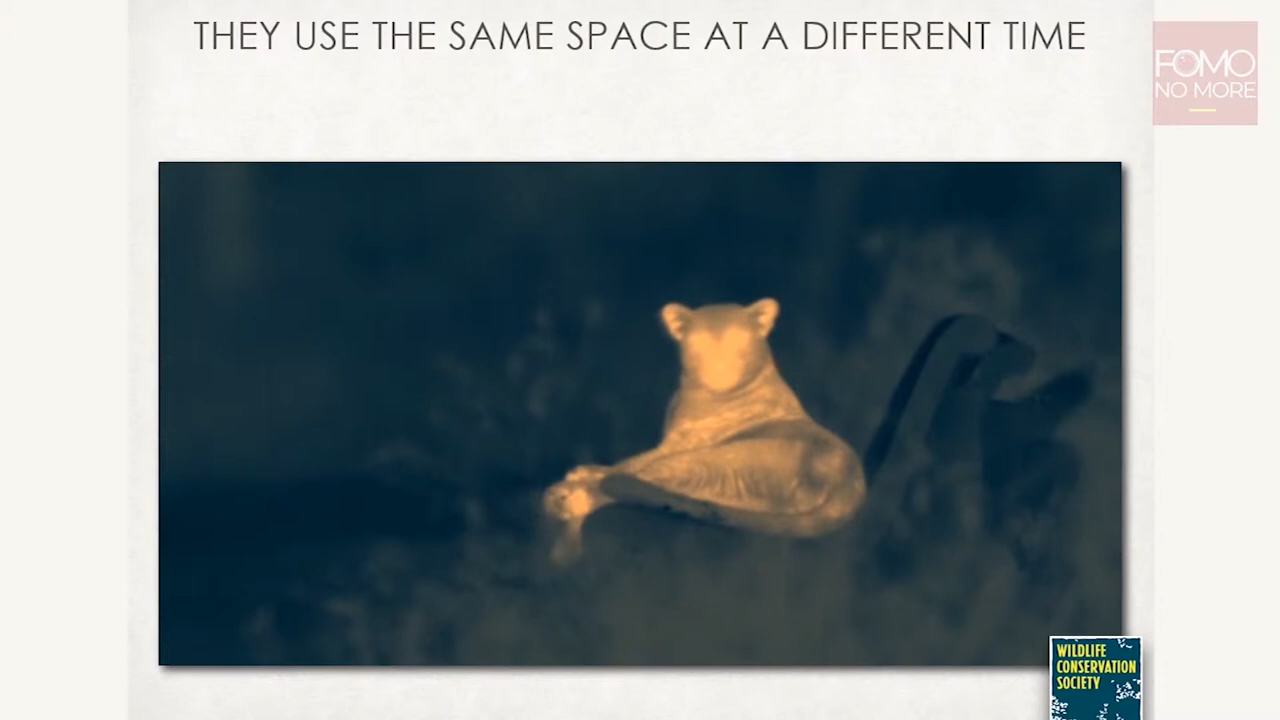 THEY USE THE SAME SPACE AT A DIFFERENT TIME
FOMO
NO MORE
WILDLIFE
CONSERVATION
SOCIETY